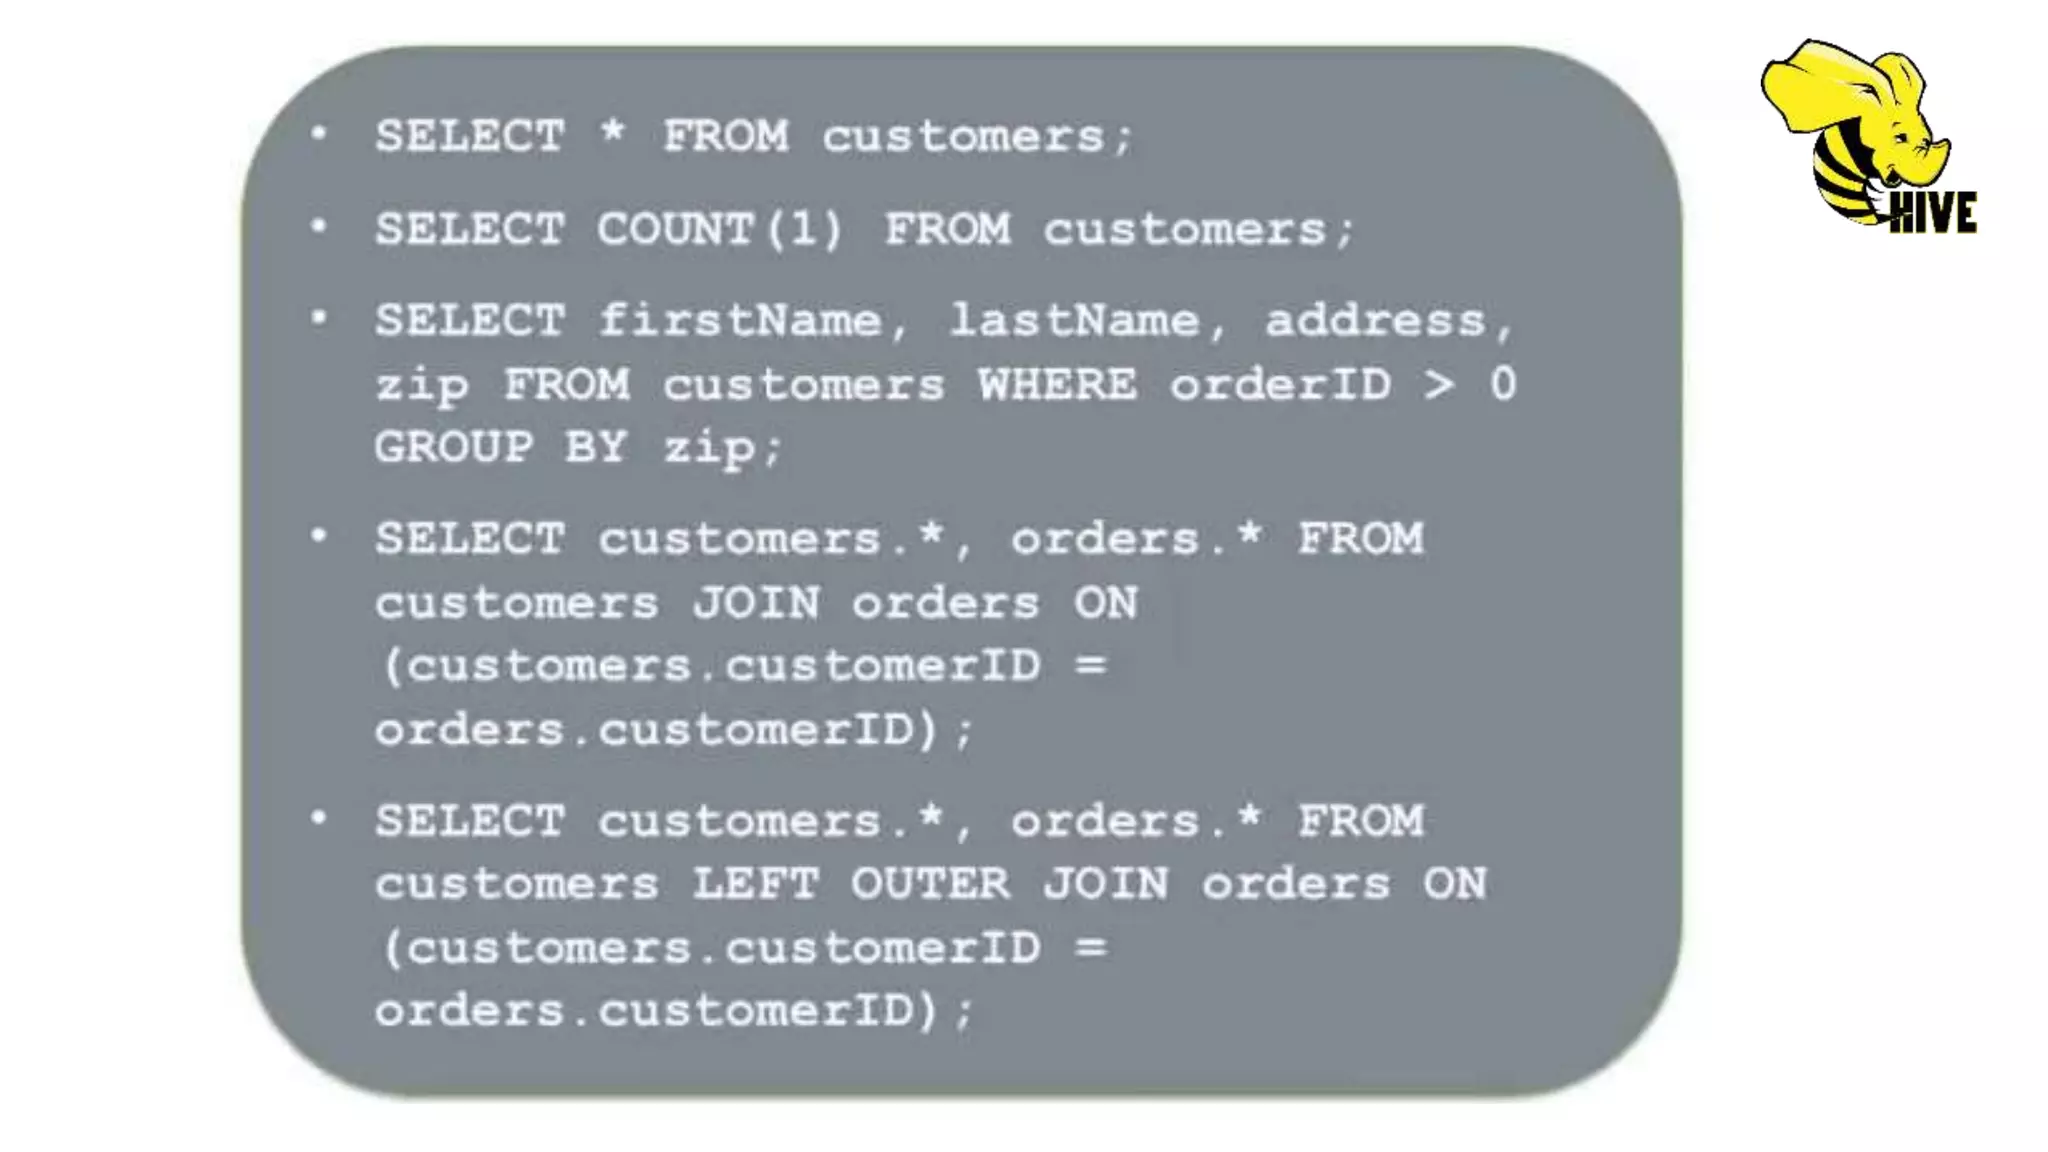 • SELECT * FROM customers;
• SELECT COUNT(1) FROM customers;
• SELECT firstName, lastName, address,
zip FROM customers WHERE orderID > 0
GROUP BY zip;
• SELECT customers.*, orders.* FROM
customers JOIN orders ON
(customers.customerID =
orders.customerID);
• SELECT customers.*, orders.* FROM
customers LEFT OUTER JOIN orders ON
(customers.customerID =
orders.customerID);
HIVE